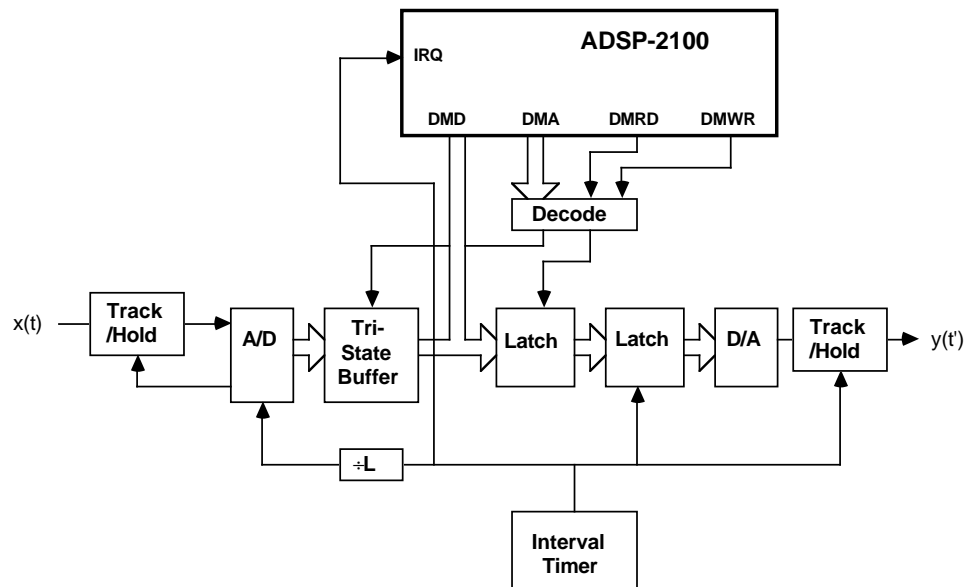 ADSP-2100
IRQ
DMD DMA DMRD DMWR
Decode
x(t)
Track
/Hold
A/D
Tri-
State
Buffer
Latch
Latch
D/A
Track
/Hold
y(t')
÷L
Interval
Timer